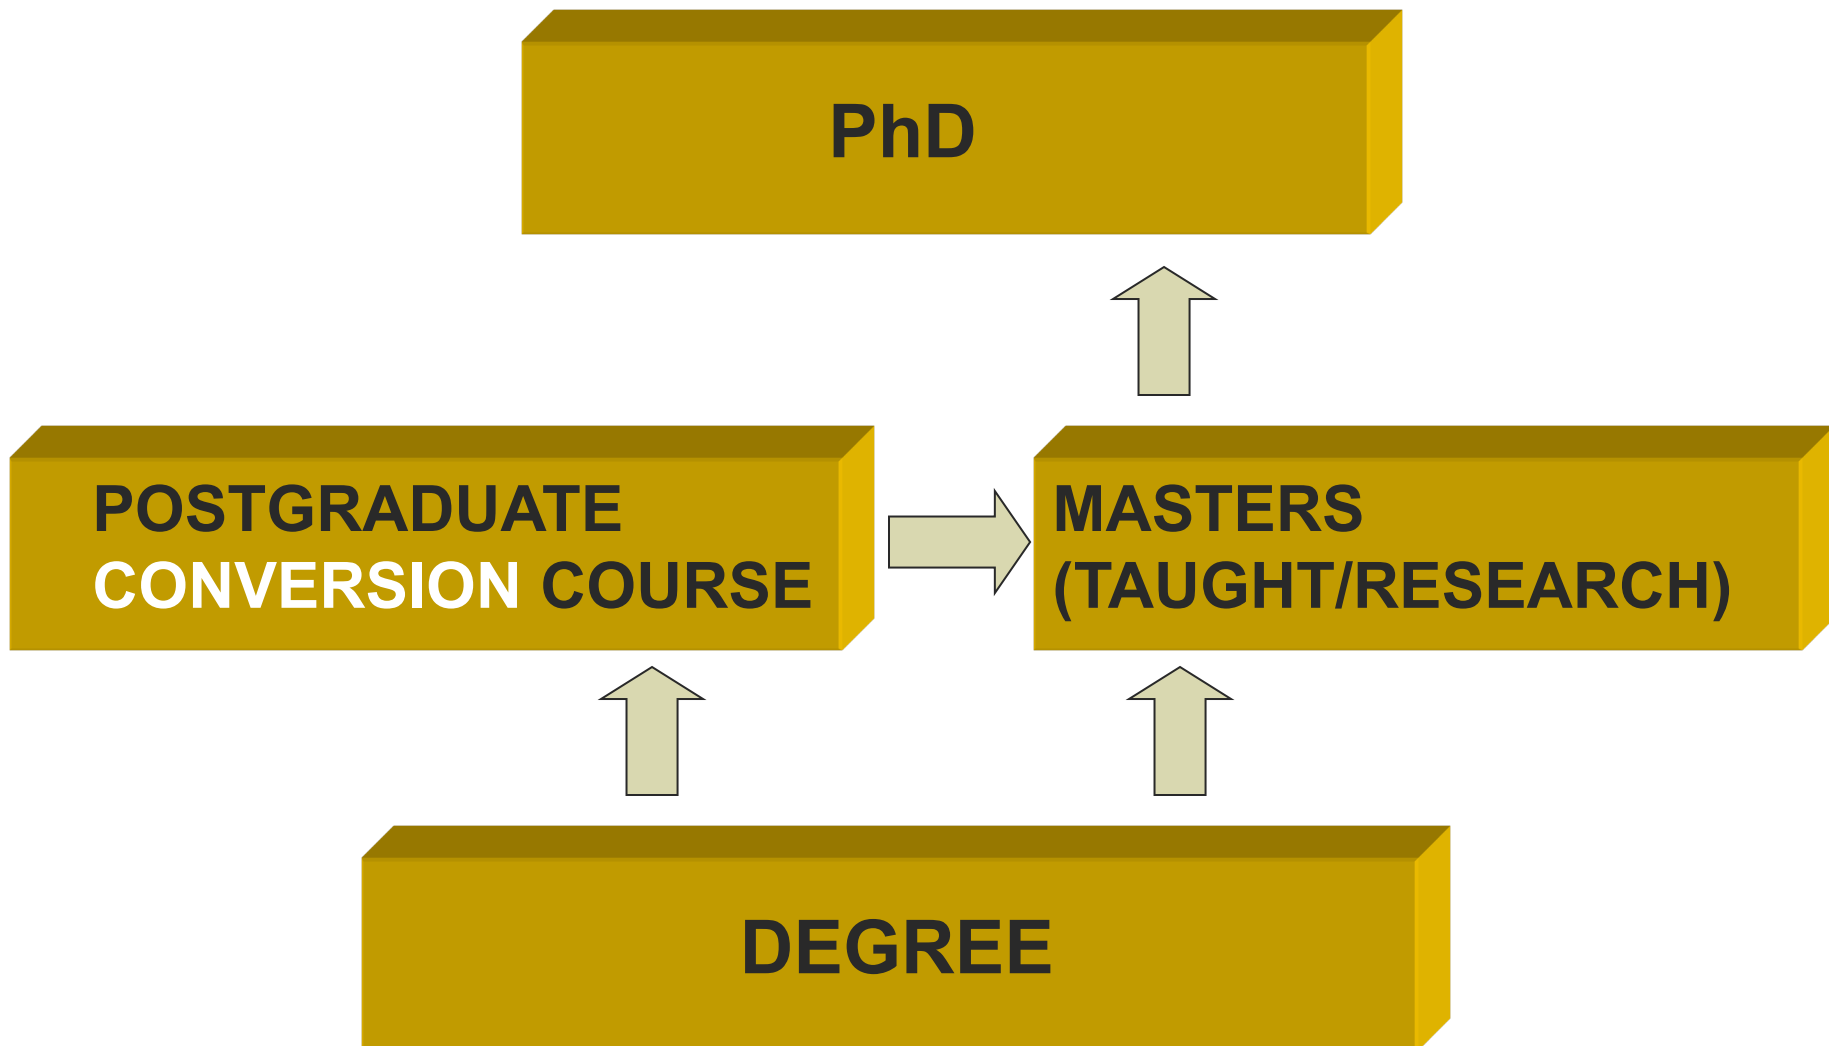 PhD
POSTGRADUATE
CONVERSION COURSE
MASTERS
(TAUGHT/RESEARCH)
DEGREE